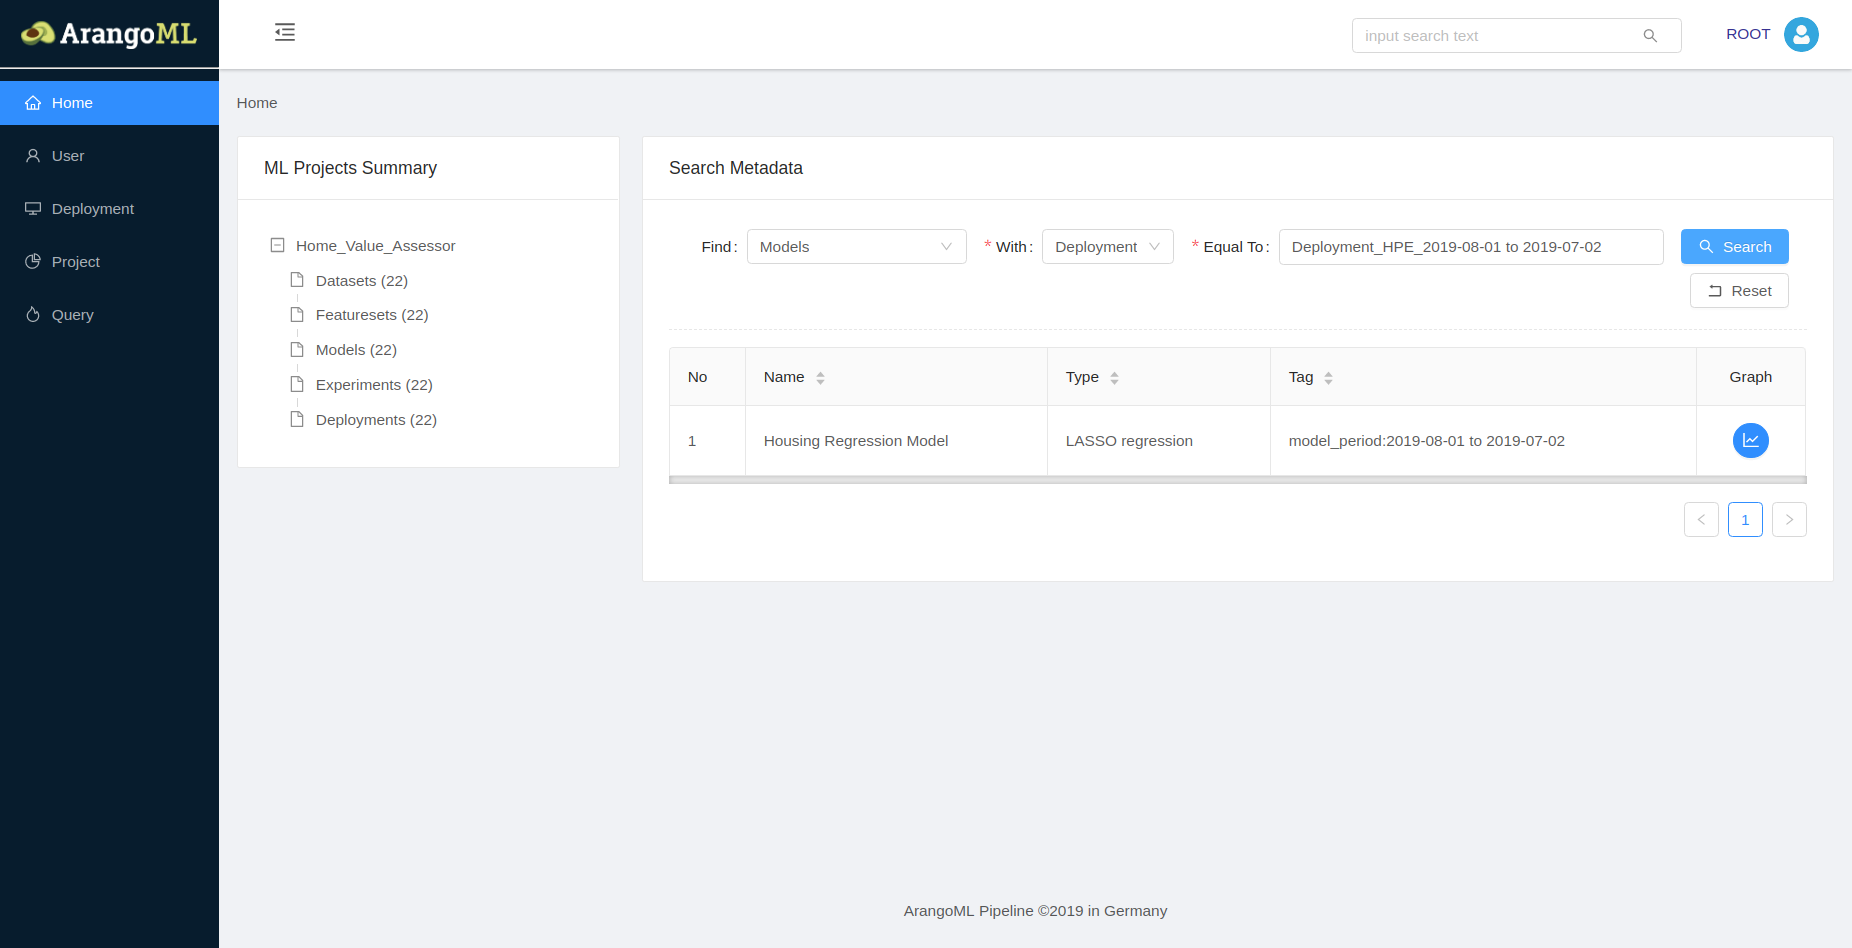 ArangoML
input search text
ROOT
Home
User
Deployment
Project
Query
Home
ML Projects Summary
Home_Value_Assessor
Datasets (22)
Featuresets (22)
Models (22)
Experiments (22)
Deployments (22)
Search Metadata
Find : Models * With : Deployment * Equal To : Deployment_HPE_2019-08-01 to 2019-07-02 Search
Reset
No Name Type Tag Graph
1 Housing Regression Model LASSO regression model_period:2019-08-01 to 2019-07-02
< 1 >
ArangoML Pipeline ©2019 in Germany